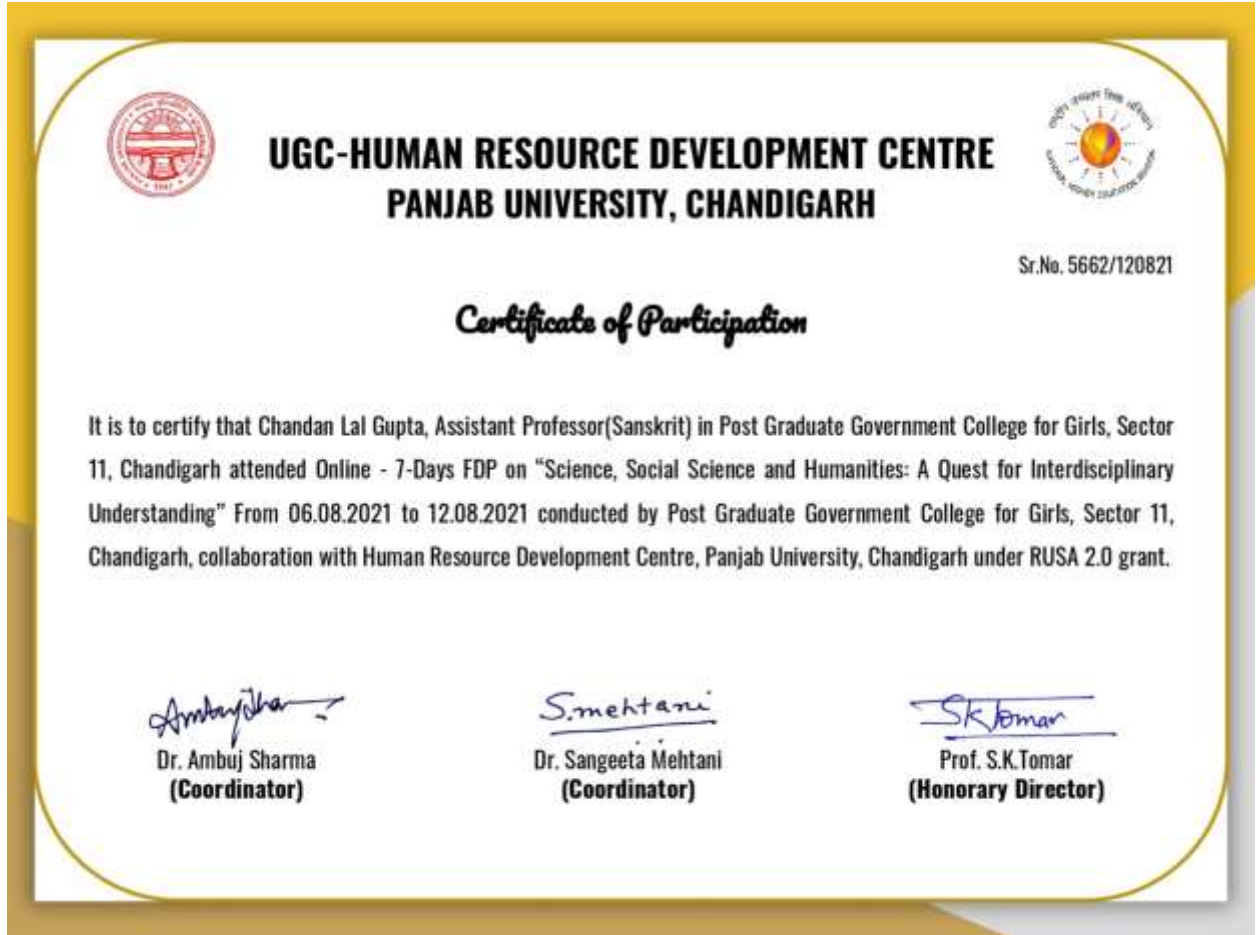 UGC-HUMAN RESOURCE DEVELOPMENT CENTRE
PANJAB UNIVERSITY, CHANDIGARH
Sr.No. 5662/120821
Certificate of Participation
It is to certify that Chandan Lal Gupta, Assistant Professor(Sanskrit) in Post Graduate Government College for Girls, Sector
11, Chandigarh attended Online - 7-Days FDP on “Science, Social Science and Humanities: A Quest for Interdisciplinary
Understanding” From 06.08.2021 to 12.08.2021 conducted by Post Graduate Government College for Girls, Sector 11,
Chandigarh, collaboration with Human Resource Development Centre, Panjab University, Chandigarh under RUSA 2.0 grant.
S.mehtani
SKTomar
Dr. Ambuj Sharma
(Coordinator)
Dr. Sangeeta Mehtani
(Coordinator)
Prof. S.K.Tomar
(Honorary Director)